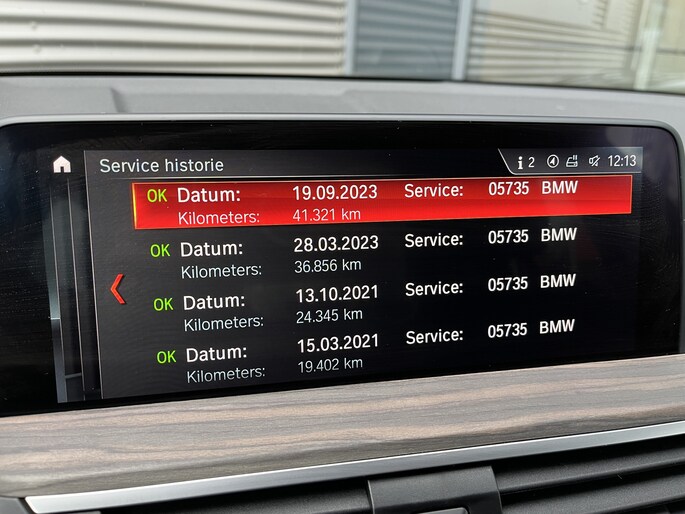 Service historie
i 2 12:13
OK Datum: 19.09.2023 Service: 05735 BMW
Kilometers: 41.321 km
OK Datum: 28.03.2023 Service: 05735 BMW
Kilometers: 36.856 km
OK Datum: 13.10.2021 Service: 05735 BMW
Kilometers: 24.345 km
OK Datum: 15.03.2021 Service: 05735 BMW
Kilometers: 19.402 km